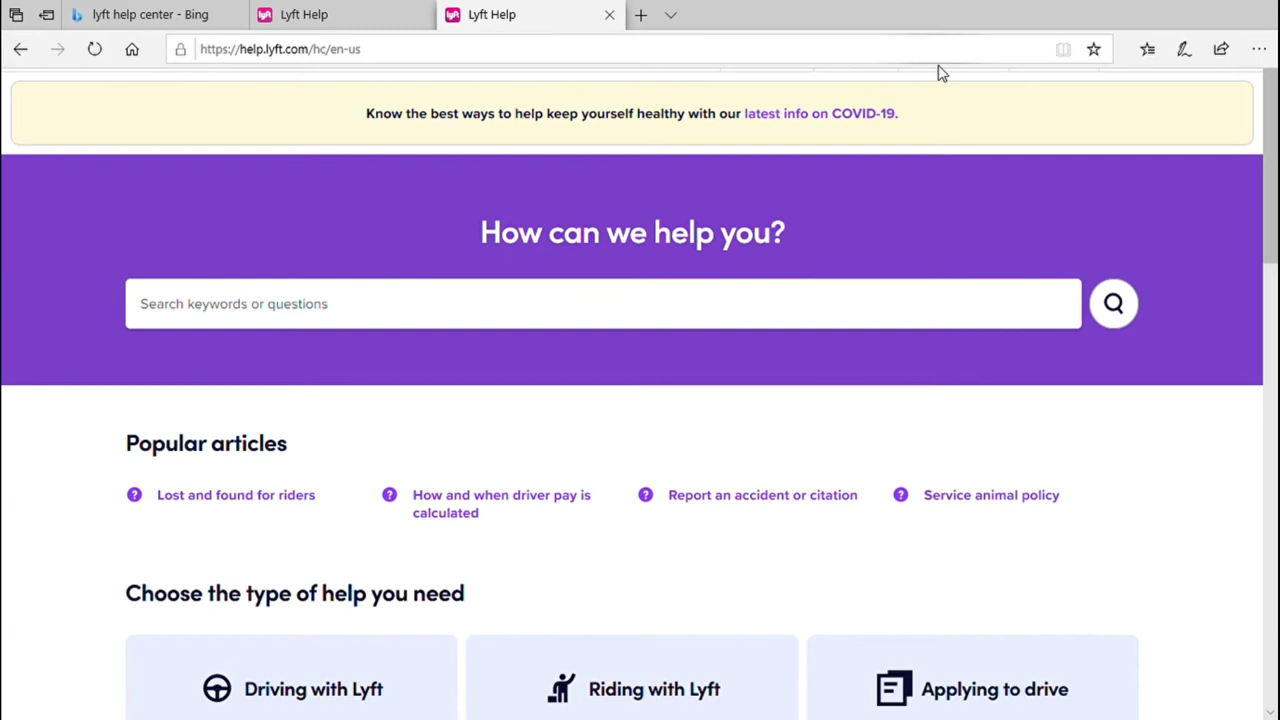 lyft help center - Bing
Lyft Help
Lyft Help
https://help.lyft.com/hc/en-us
Know the best ways to help keep yourself healthy with our latest info on COVID-19.
How can we help you?
Search keywords or questions
Popular articles
Lost and found for riders
How and when driver pay is
calculated
Report an accident or citation
Service animal policy
Choose the type of help you need
Driving with Lyft
Riding with Lyft
Applying to drive